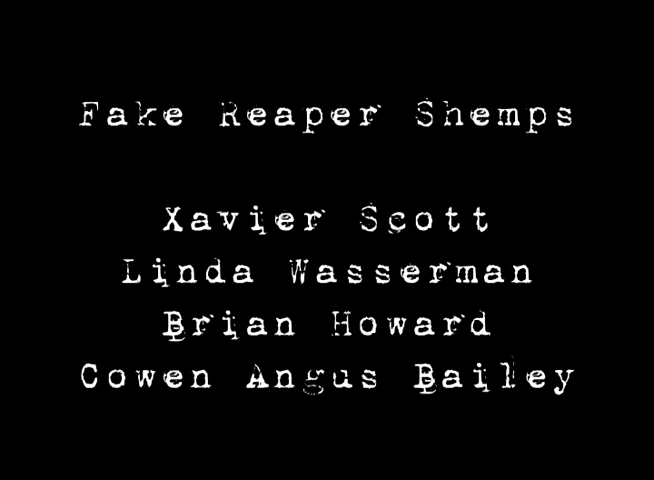 Fake Reaper Shemps
Xavier Scott
Linda Wasserman
Brian Howard
Cowen Angus Bailey